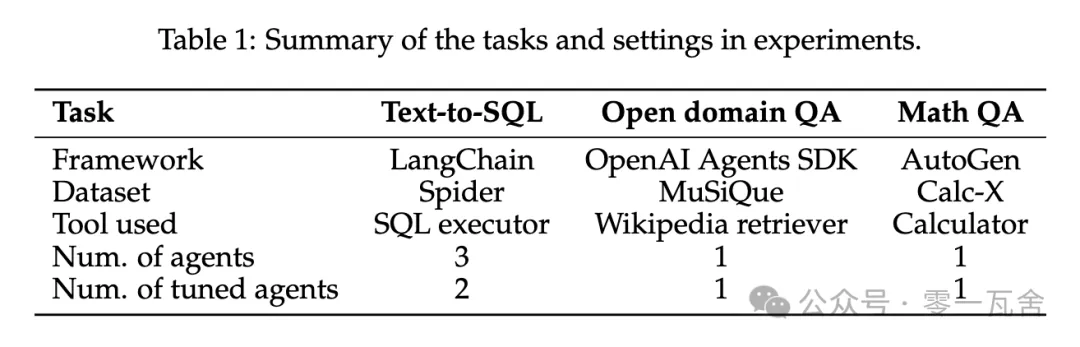 Table 1: Summary of the tasks and settings in experiments.
Task Text-to-SQL Open domain QA Math QA
Framework LangChain OpenAI Agents SDK AutoGen
Dataset Spider MuSiQue Calc-X
Tool used SQL executor Wikipedia retriever Calculator
Num. of agents 3 1 1
Num. of tuned agents 2 1 1
公众号 · 零一瓦舍